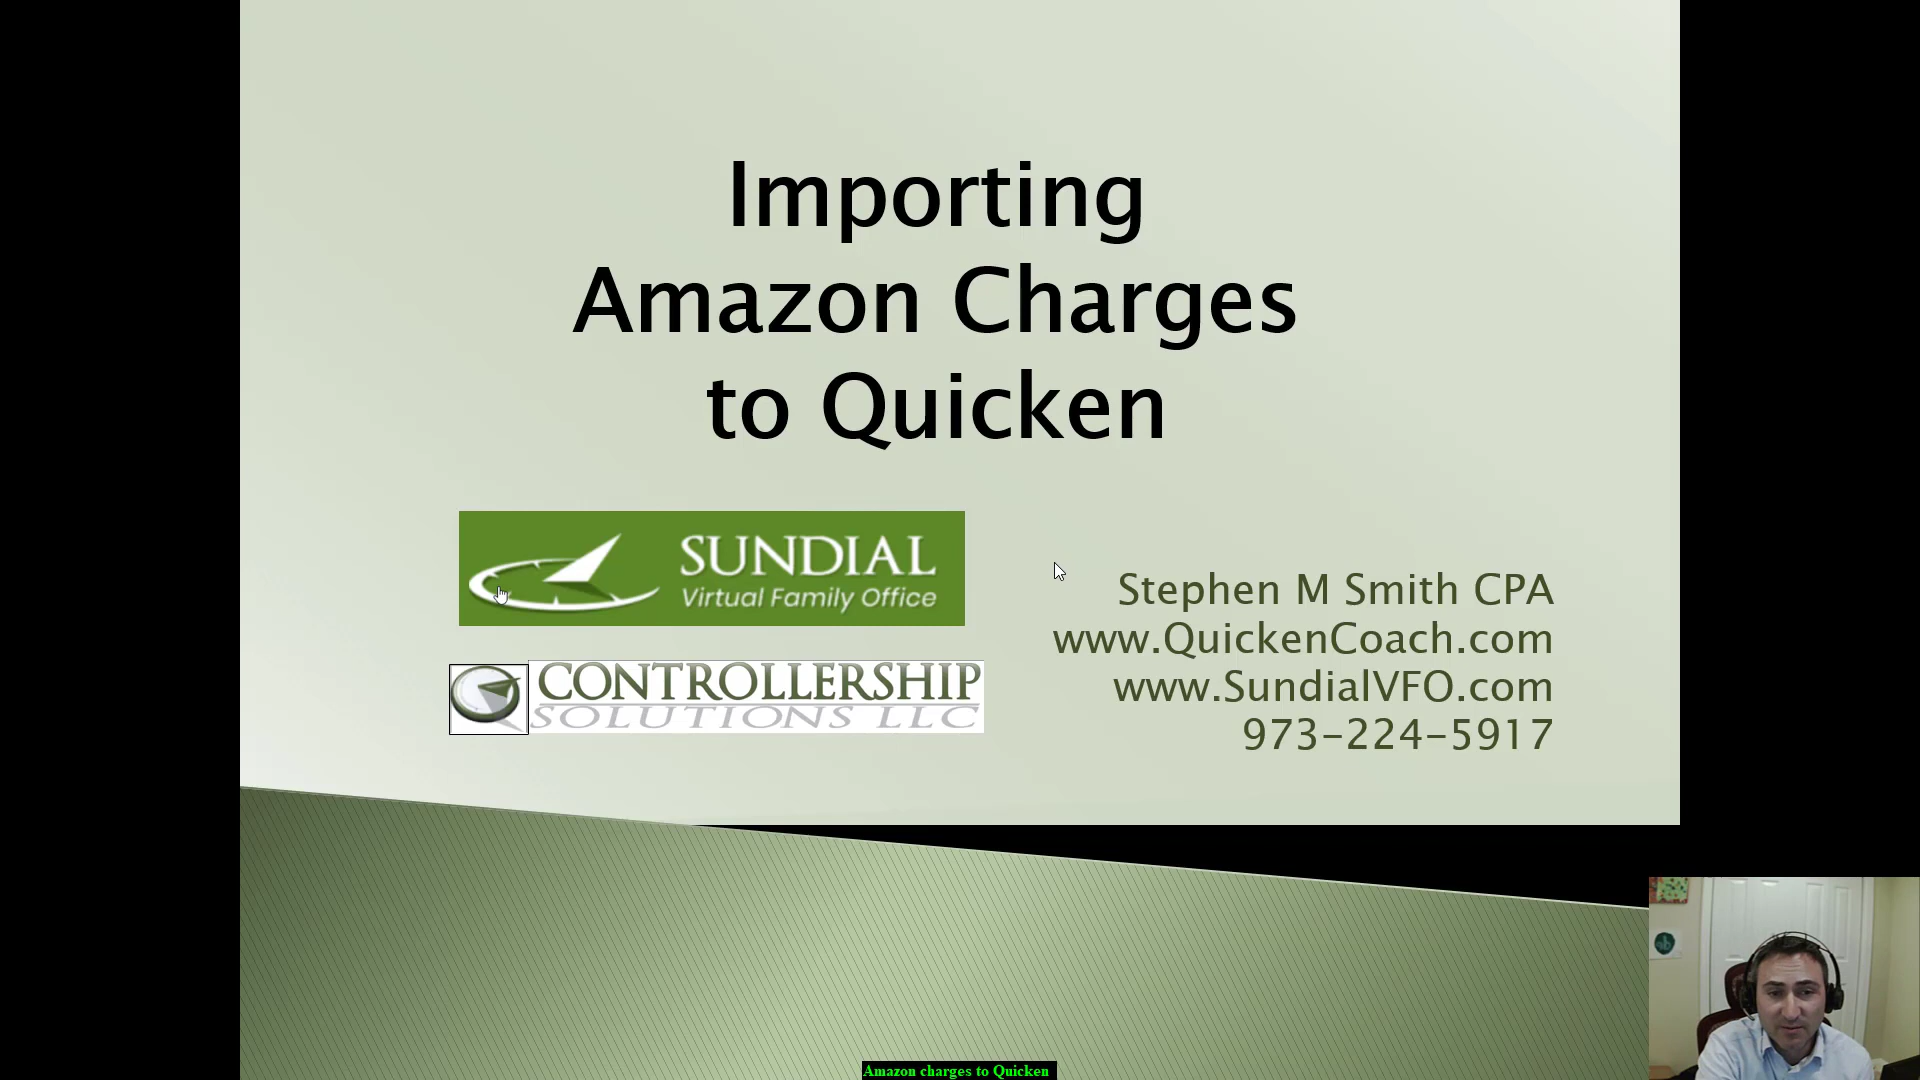 Importing
Amazon Charges
to Quicken
SUNDIAL
Virtual Family Office
CONTROLLERSHIP
SOLUTIONS LLC
Stephen M Smith CPA
www.QuickenCoach.com
www.SundialVFO.com
973-224-5917
Amazon charges to Quicken